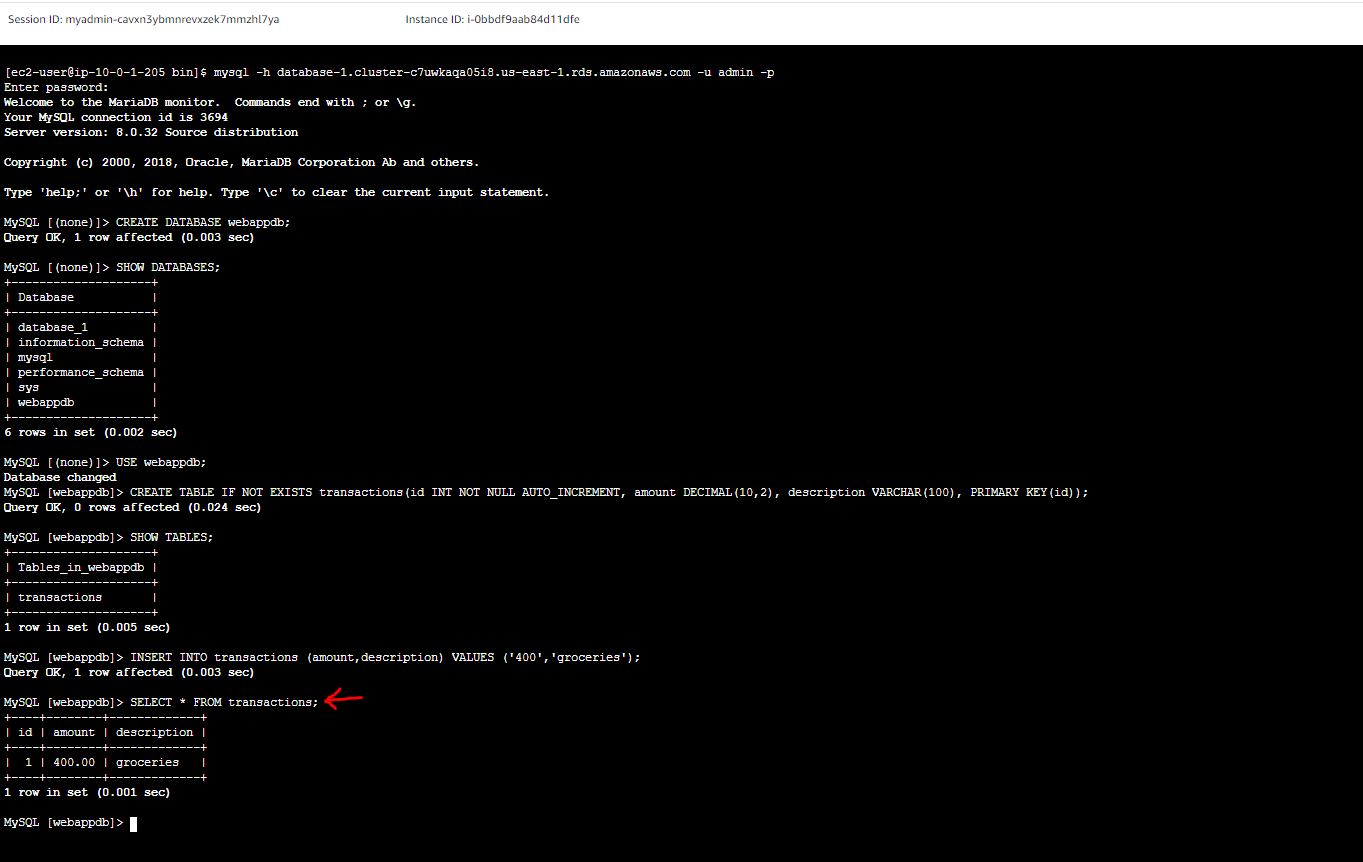 Session ID: myadmin-cavxn3ybmnrevxzek7mmzhl7ya Instance ID: i-0bbdf9aab84d11dfe
[ec2-user@ip-10-0-1-205 bin]$ mysql -h database-1.cluster-c7uwkaqa05i8.us-east-1.rds.amazonaws.com -u admin -p
Enter password:
Welcome to the MariaDB monitor.  Commands end with ; or \g.
Your MySQL connection id is 3694
Server version: 8.0.32 Source distribution
Copyright (c) 2000, 2018, Oracle, MariaDB Corporation Ab and others.
Type 'help;' or '\h' for help. Type '\c' to clear the current input statement.
MySQL [(none)]> CREATE DATABASE webappdb;
Query OK, 1 row affected (0.003 sec)
MySQL [(none)]> SHOW DATABASES;
+--------------------+
| Database           |
+--------------------+
| database_1         |
| information_schema |
| mysql              |
| performance_schema |
| sys                |
| webappdb           |
+--------------------+
6 rows in set (0.002 sec)
MySQL [(none)]> USE webappdb;
Database changed
MySQL [webappdb]> CREATE TABLE IF NOT EXISTS transactions(id INT NOT NULL AUTO_INCREMENT, amount DECIMAL(10,2), description VARCHAR(100), PRIMARY KEY(id));
Query OK, 0 rows affected (0.024 sec)
MySQL [webappdb]> SHOW TABLES;
+--------------------+
| Tables_in_webappdb |
+--------------------+
| transactions       |
+--------------------+
1 row in set (0.005 sec)
MySQL [webappdb]> INSERT INTO transactions (amount,description) VALUES ('400','groceries');
Query OK, 1 row affected (0.003 sec)
MySQL [webappdb]> SELECT * FROM transactions;
+----+--------+-------------+
| id | amount | description |
+----+--------+-------------+
|  1 | 400.00 | groceries   |
+----+--------+-------------+
1 row in set (0.001 sec)
MySQL [webappdb]>